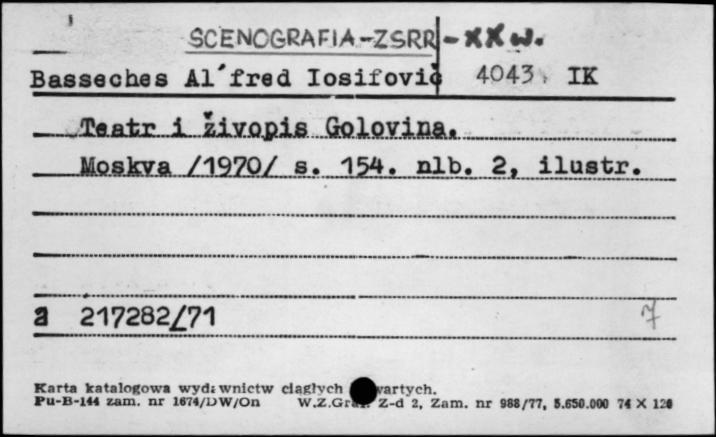 SCENOGRAFIA-ZSRR - XX w.
Basseches Al´fred Iosifovič 4043 IK
Teatr i živopis Golovina.
Moskva /1970/ s. 154. nlb. 2, ilustr.
a 217282/71 7
Karta katalogowa wydawnictw ciągłych
Pu-B-144 zam. nr 1674/DW/On W.Z.Graf. Z-d 2, Zam. nr 988/77, 5.650.000 74 X 120